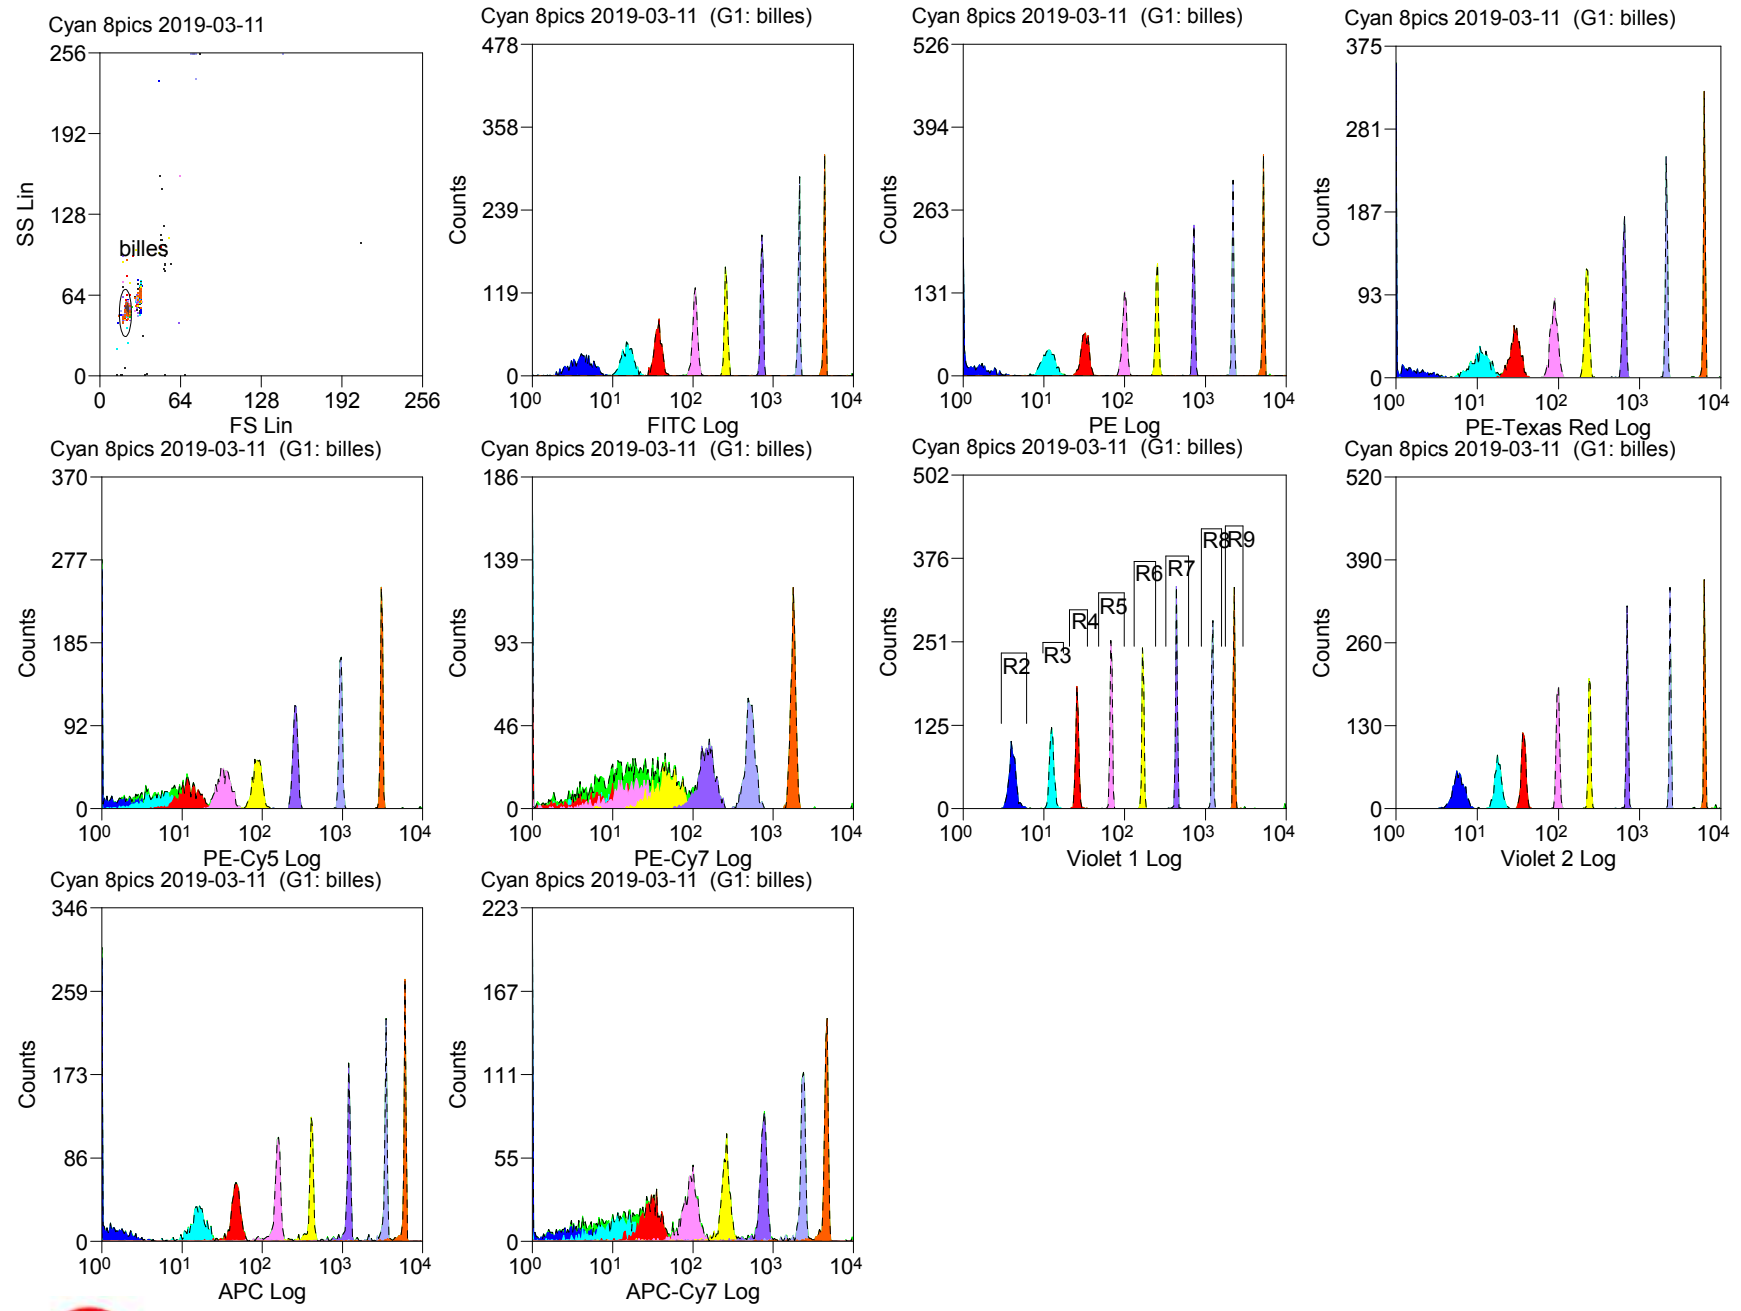 Cyan 8pics 2019-03-11
256
192
128
64
0
SS Lin
billes
0 64 128 192 256
FS Lin
Cyan 8pics 2019-03-11 (G1: billes)
478
358
239
119
0
Counts
10⁰ 10¹ 10² 10³ 10⁴
FITC Log
Cyan 8pics 2019-03-11 (G1: billes)
526
394
263
131
0
Counts
10⁰ 10¹ 10² 10³ 10⁴
PE Log
Cyan 8pics 2019-03-11 (G1: billes)
375
281
187
93
0
Counts
10⁰ 10¹ 10² 10³ 10⁴
PE-Texas Red Log
Cyan 8pics 2019-03-11 (G1: billes)
370
277
185
92
0
Counts
10⁰ 10¹ 10² 10³ 10⁴
PE-Cy5 Log
Cyan 8pics 2019-03-11 (G1: billes)
186
139
93
46
0
Counts
10⁰ 10¹ 10² 10³ 10⁴
PE-Cy7 Log
Cyan 8pics 2019-03-11 (G1: billes)
502
376
251
125
0
Counts
R2 R3 R4 R5 R6 R7 R8 R9
10⁰ 10¹ 10² 10³ 10⁴
Violet 1 Log
Cyan 8pics 2019-03-11 (G1: billes)
520
390
260
130
0
Counts
10⁰ 10¹ 10² 10³ 10⁴
Violet 2 Log
Cyan 8pics 2019-03-11 (G1: billes)
346
259
173
86
0
Counts
10⁰ 10¹ 10² 10³ 10⁴
APC Log
Cyan 8pics 2019-03-11 (G1: billes)
223
167
111
55
0
Counts
10⁰ 10¹ 10² 10³ 10⁴
APC-Cy7 Log